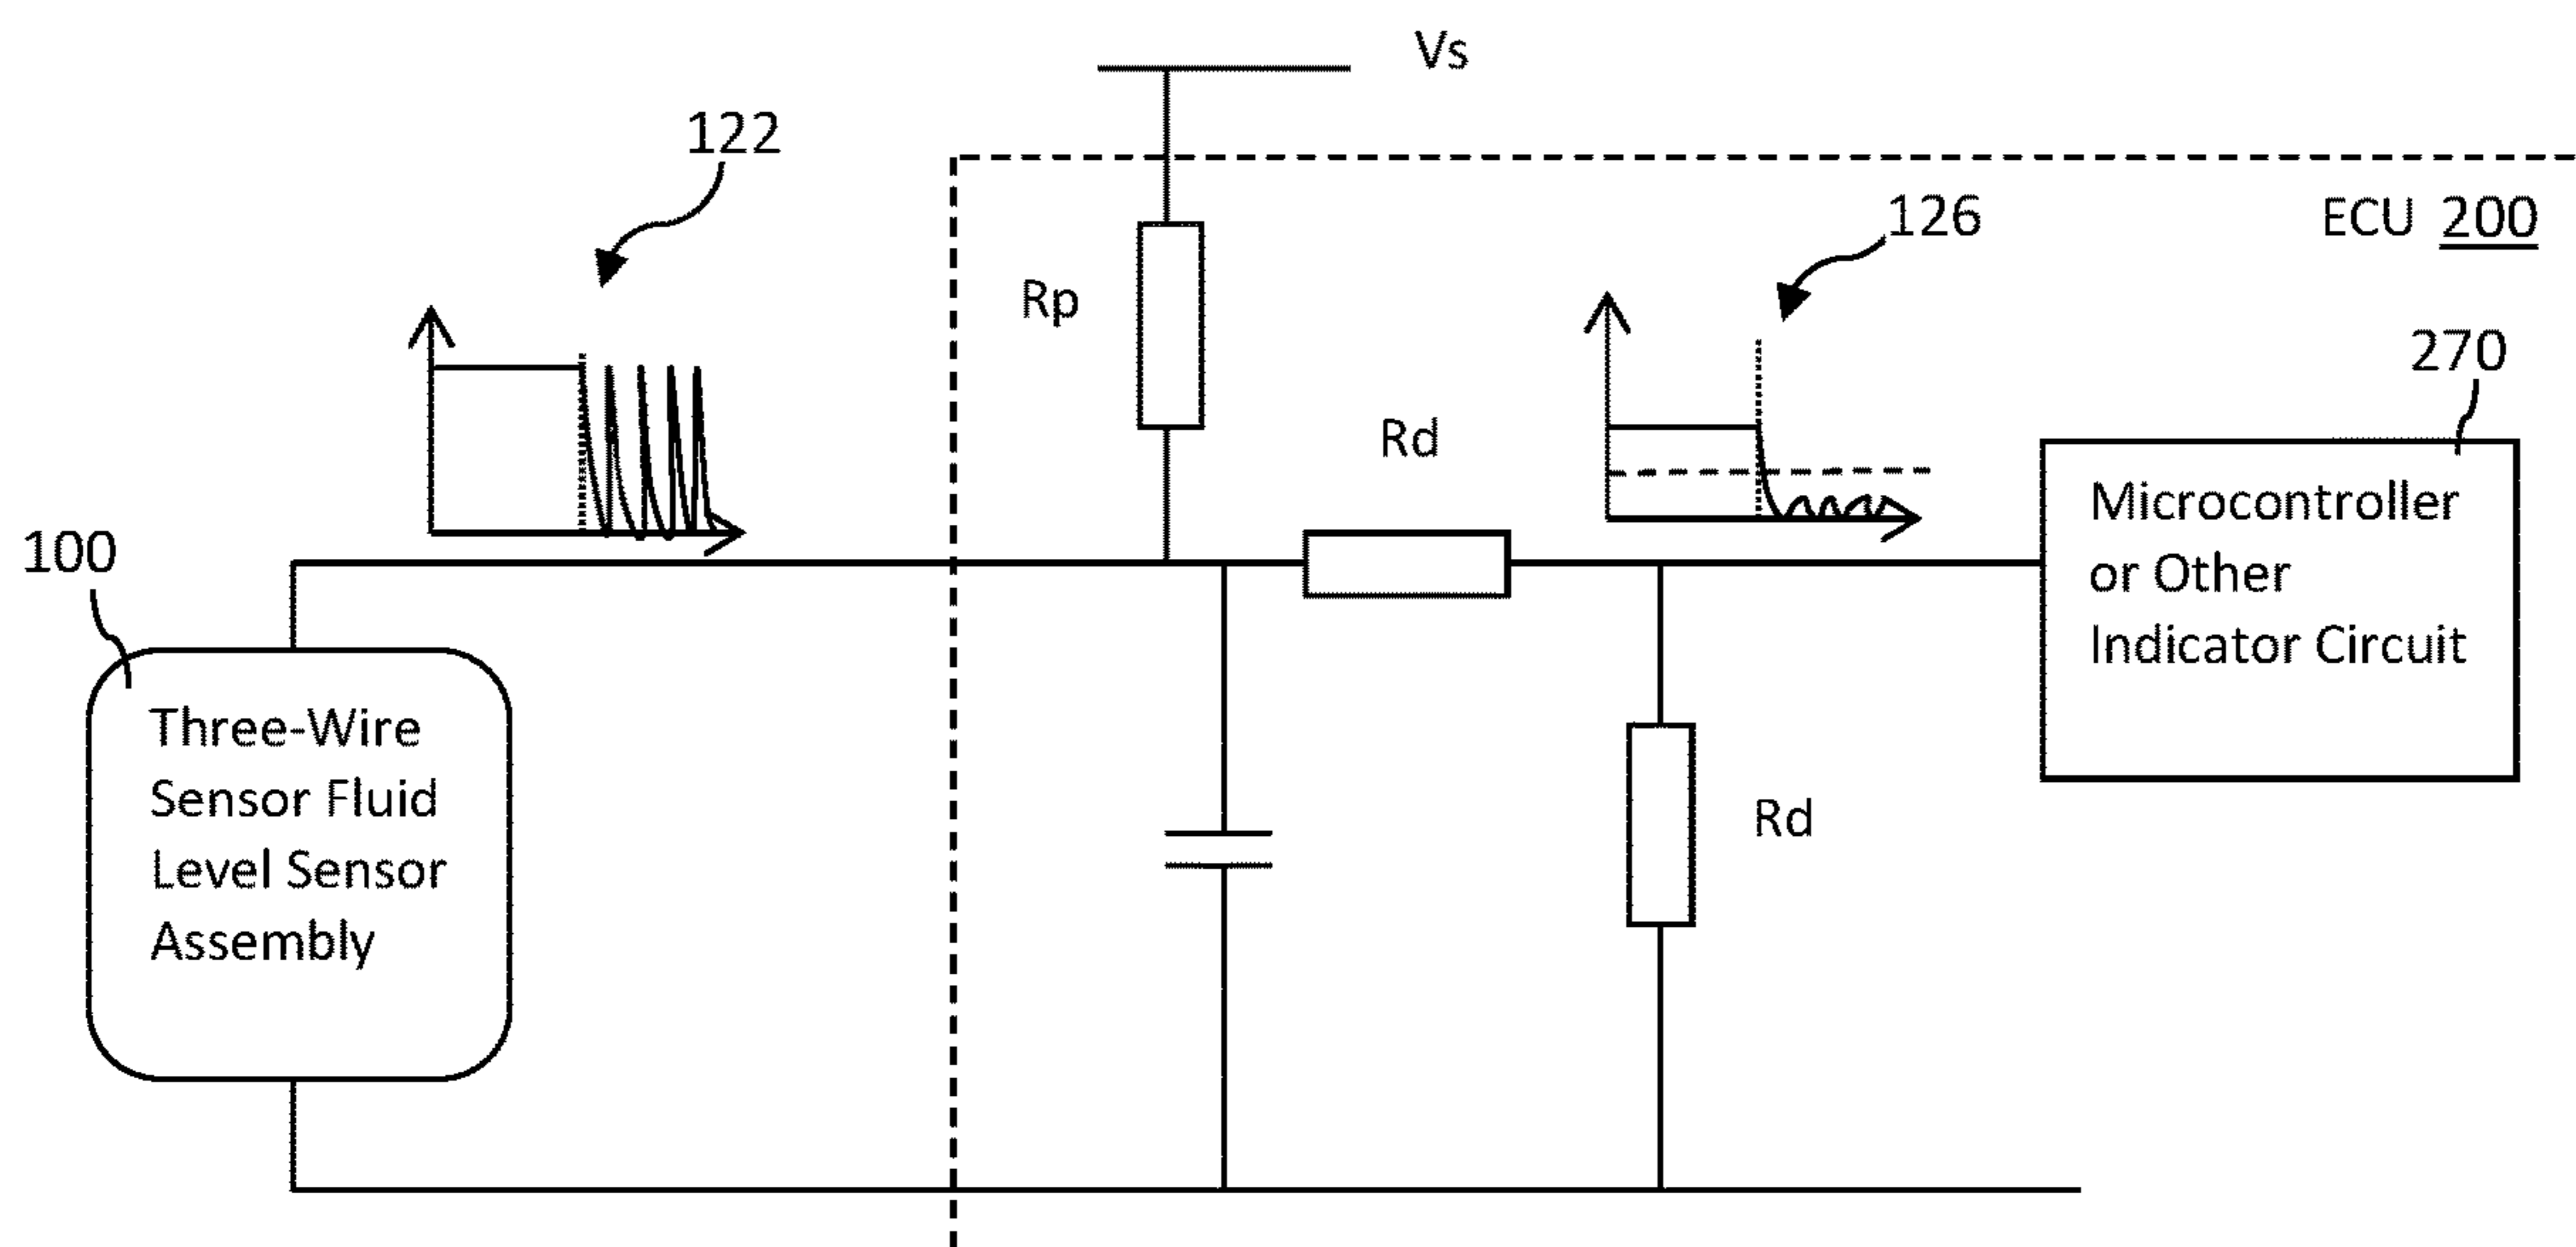 Vs
122
126
ECU 200
Rp
270
Rd
Microcontroller
or Other
Indicator Circuit
100
Three-Wire
Sensor Fluid
Level Sensor
Assembly
Rd